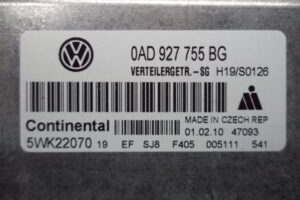 0AD 927 755 BG
VERTEILERGETR.-SG H19/S0126
Continental
MADE IN CZECH REP
01.02.10 47093
5WK22070 19 EF SJ8 F405 005111 541